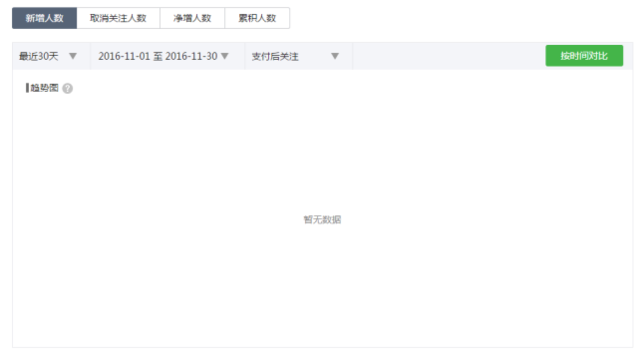 新增人数 取消关注人数 净增人数 累积人数
最近30天 2016-11-01 至 2016-11-30 支付后关注 按时间对比
趋势图 ?
暂无数据